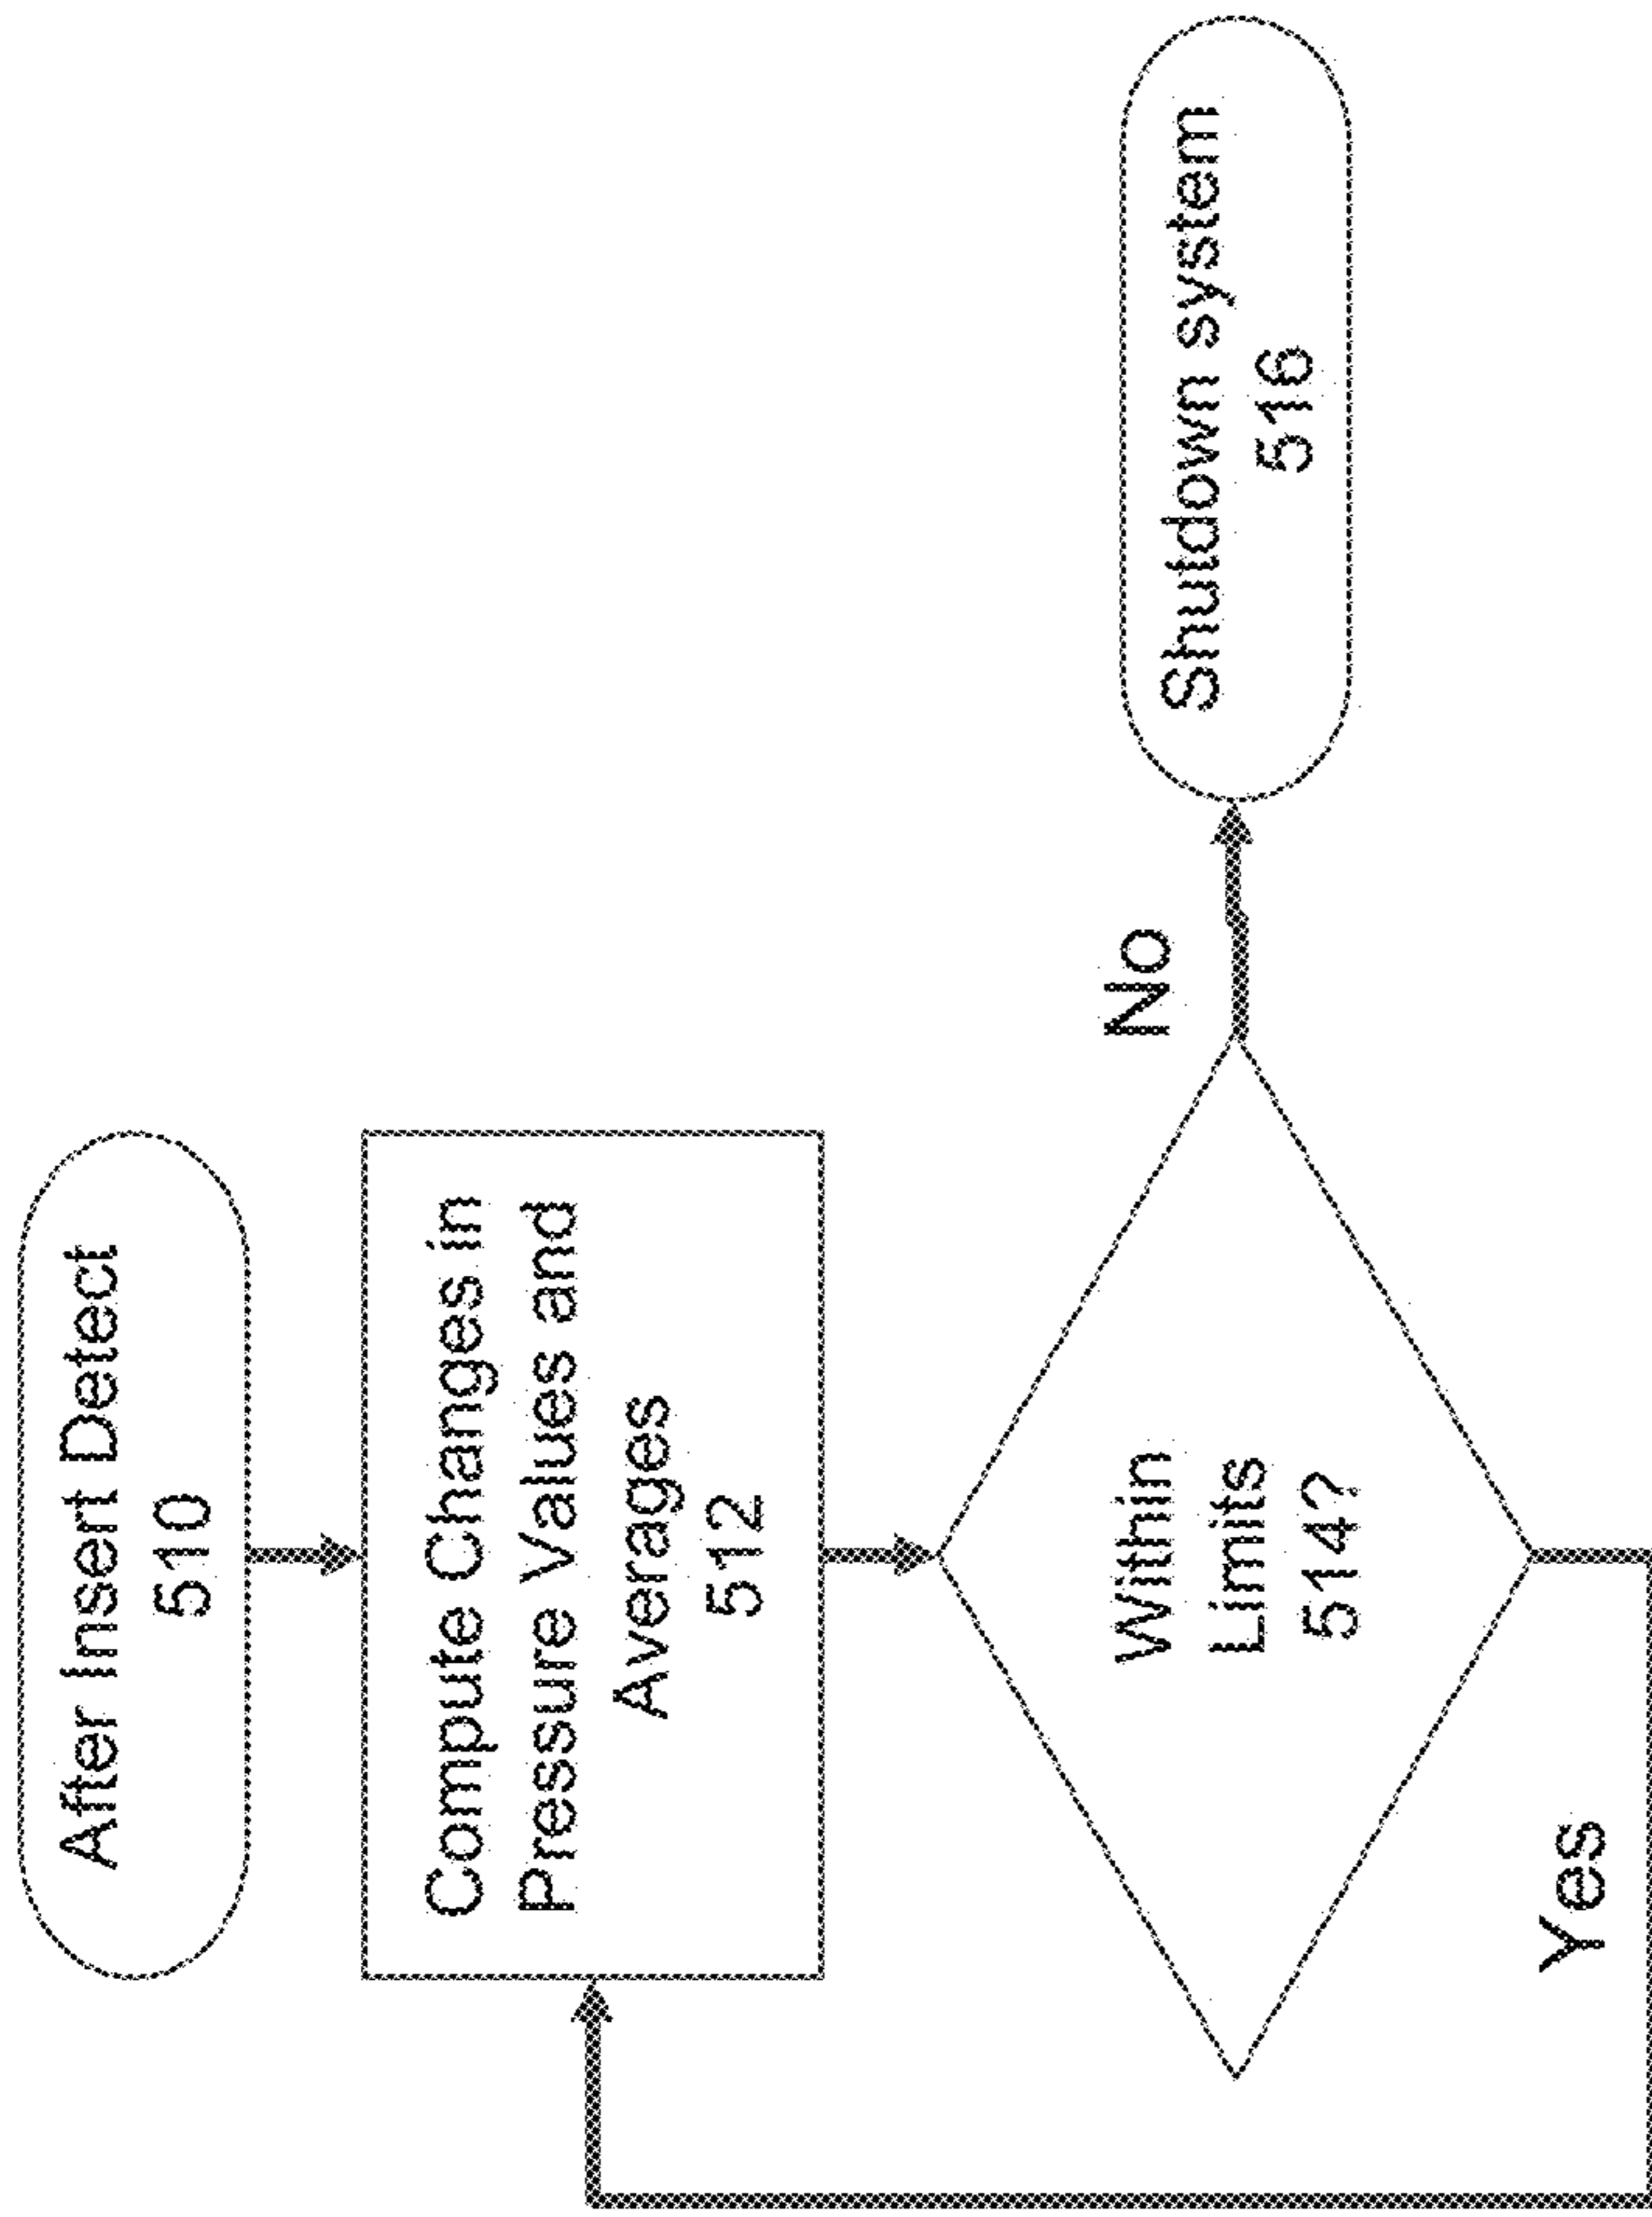 After Insert Detect
510
Compute Changes in
Pressure Values and
Averages
512
Within
Limits
514?
No
Shutdown system
516
Yes